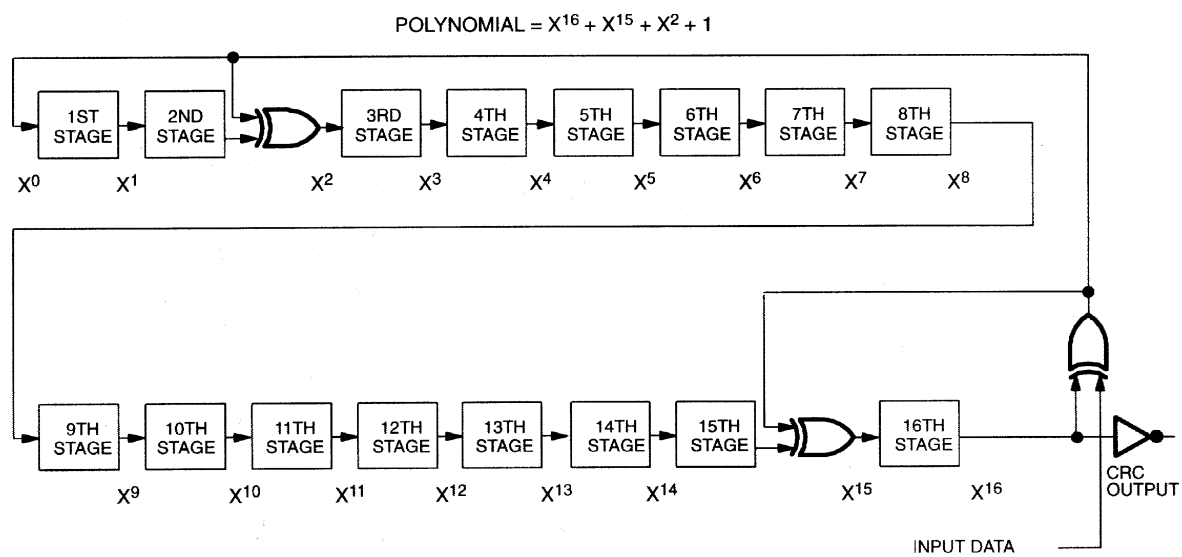 POLYNOMIAL = X¹⁶ + X¹⁵ + X² + 1
1ST
STAGE
2ND
STAGE
3RD
STAGE
4TH
STAGE
5TH
STAGE
6TH
STAGE
7TH
STAGE
8TH
STAGE
X⁰
X¹
X²
X³
X⁴
X⁵
X⁶
X⁷
X⁸
9TH
STAGE
10TH
STAGE
11TH
STAGE
12TH
STAGE
13TH
STAGE
14TH
STAGE
15TH
STAGE
16TH
STAGE
X⁹
X¹⁰
X¹¹
X¹²
X¹³
X¹⁴
X¹⁵
X¹⁶
CRC
OUTPUT
INPUT DATA